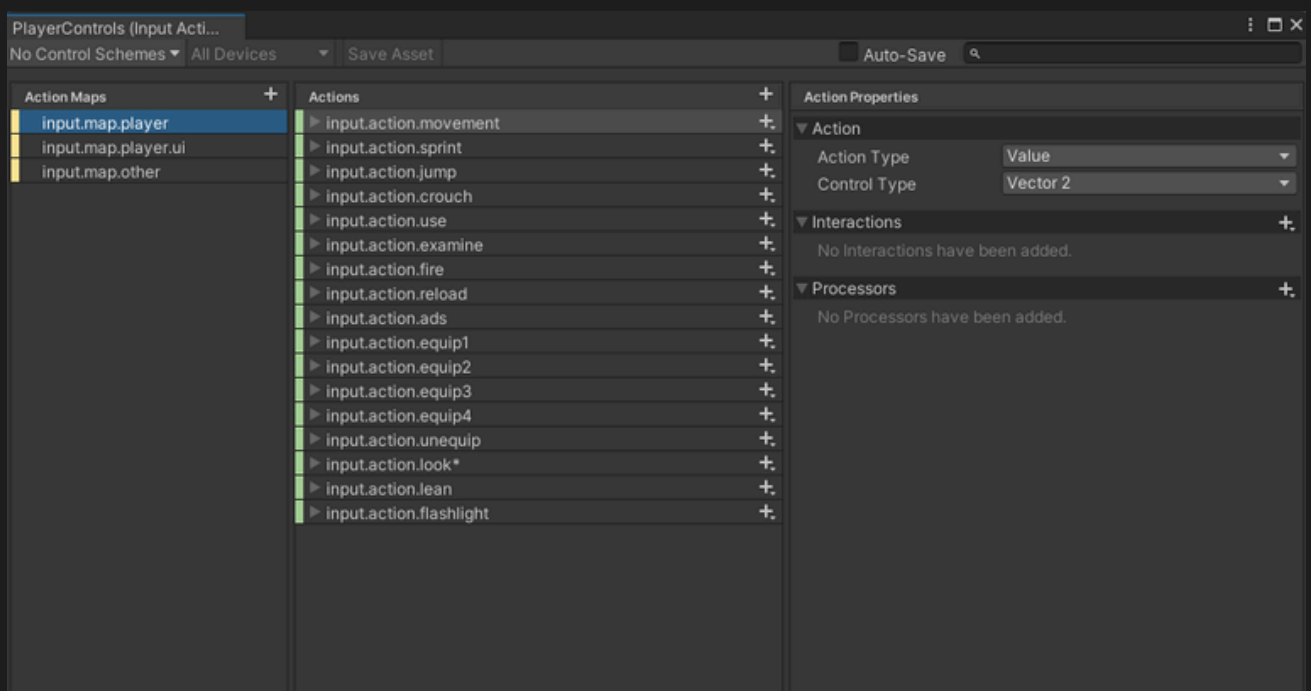 PlayerControls (Input Acti...
No Control Schemes All Devices Save Asset Auto-Save
Action Maps
input.map.player
input.map.player.ui
input.map.other
Actions
input.action.movement
input.action.sprint
input.action.jump
input.action.crouch
input.action.use
input.action.examine
input.action.fire
input.action.reload
input.action.ads
input.action.equip1
input.action.equip2
input.action.equip3
input.action.equip4
input.action.unequip
input.action.look*
input.action.lean
input.action.flashlight
Action Properties
Action
Action Type Value
Control Type Vector 2
Interactions
No Interactions have been added.
Processors
No Processors have been added.